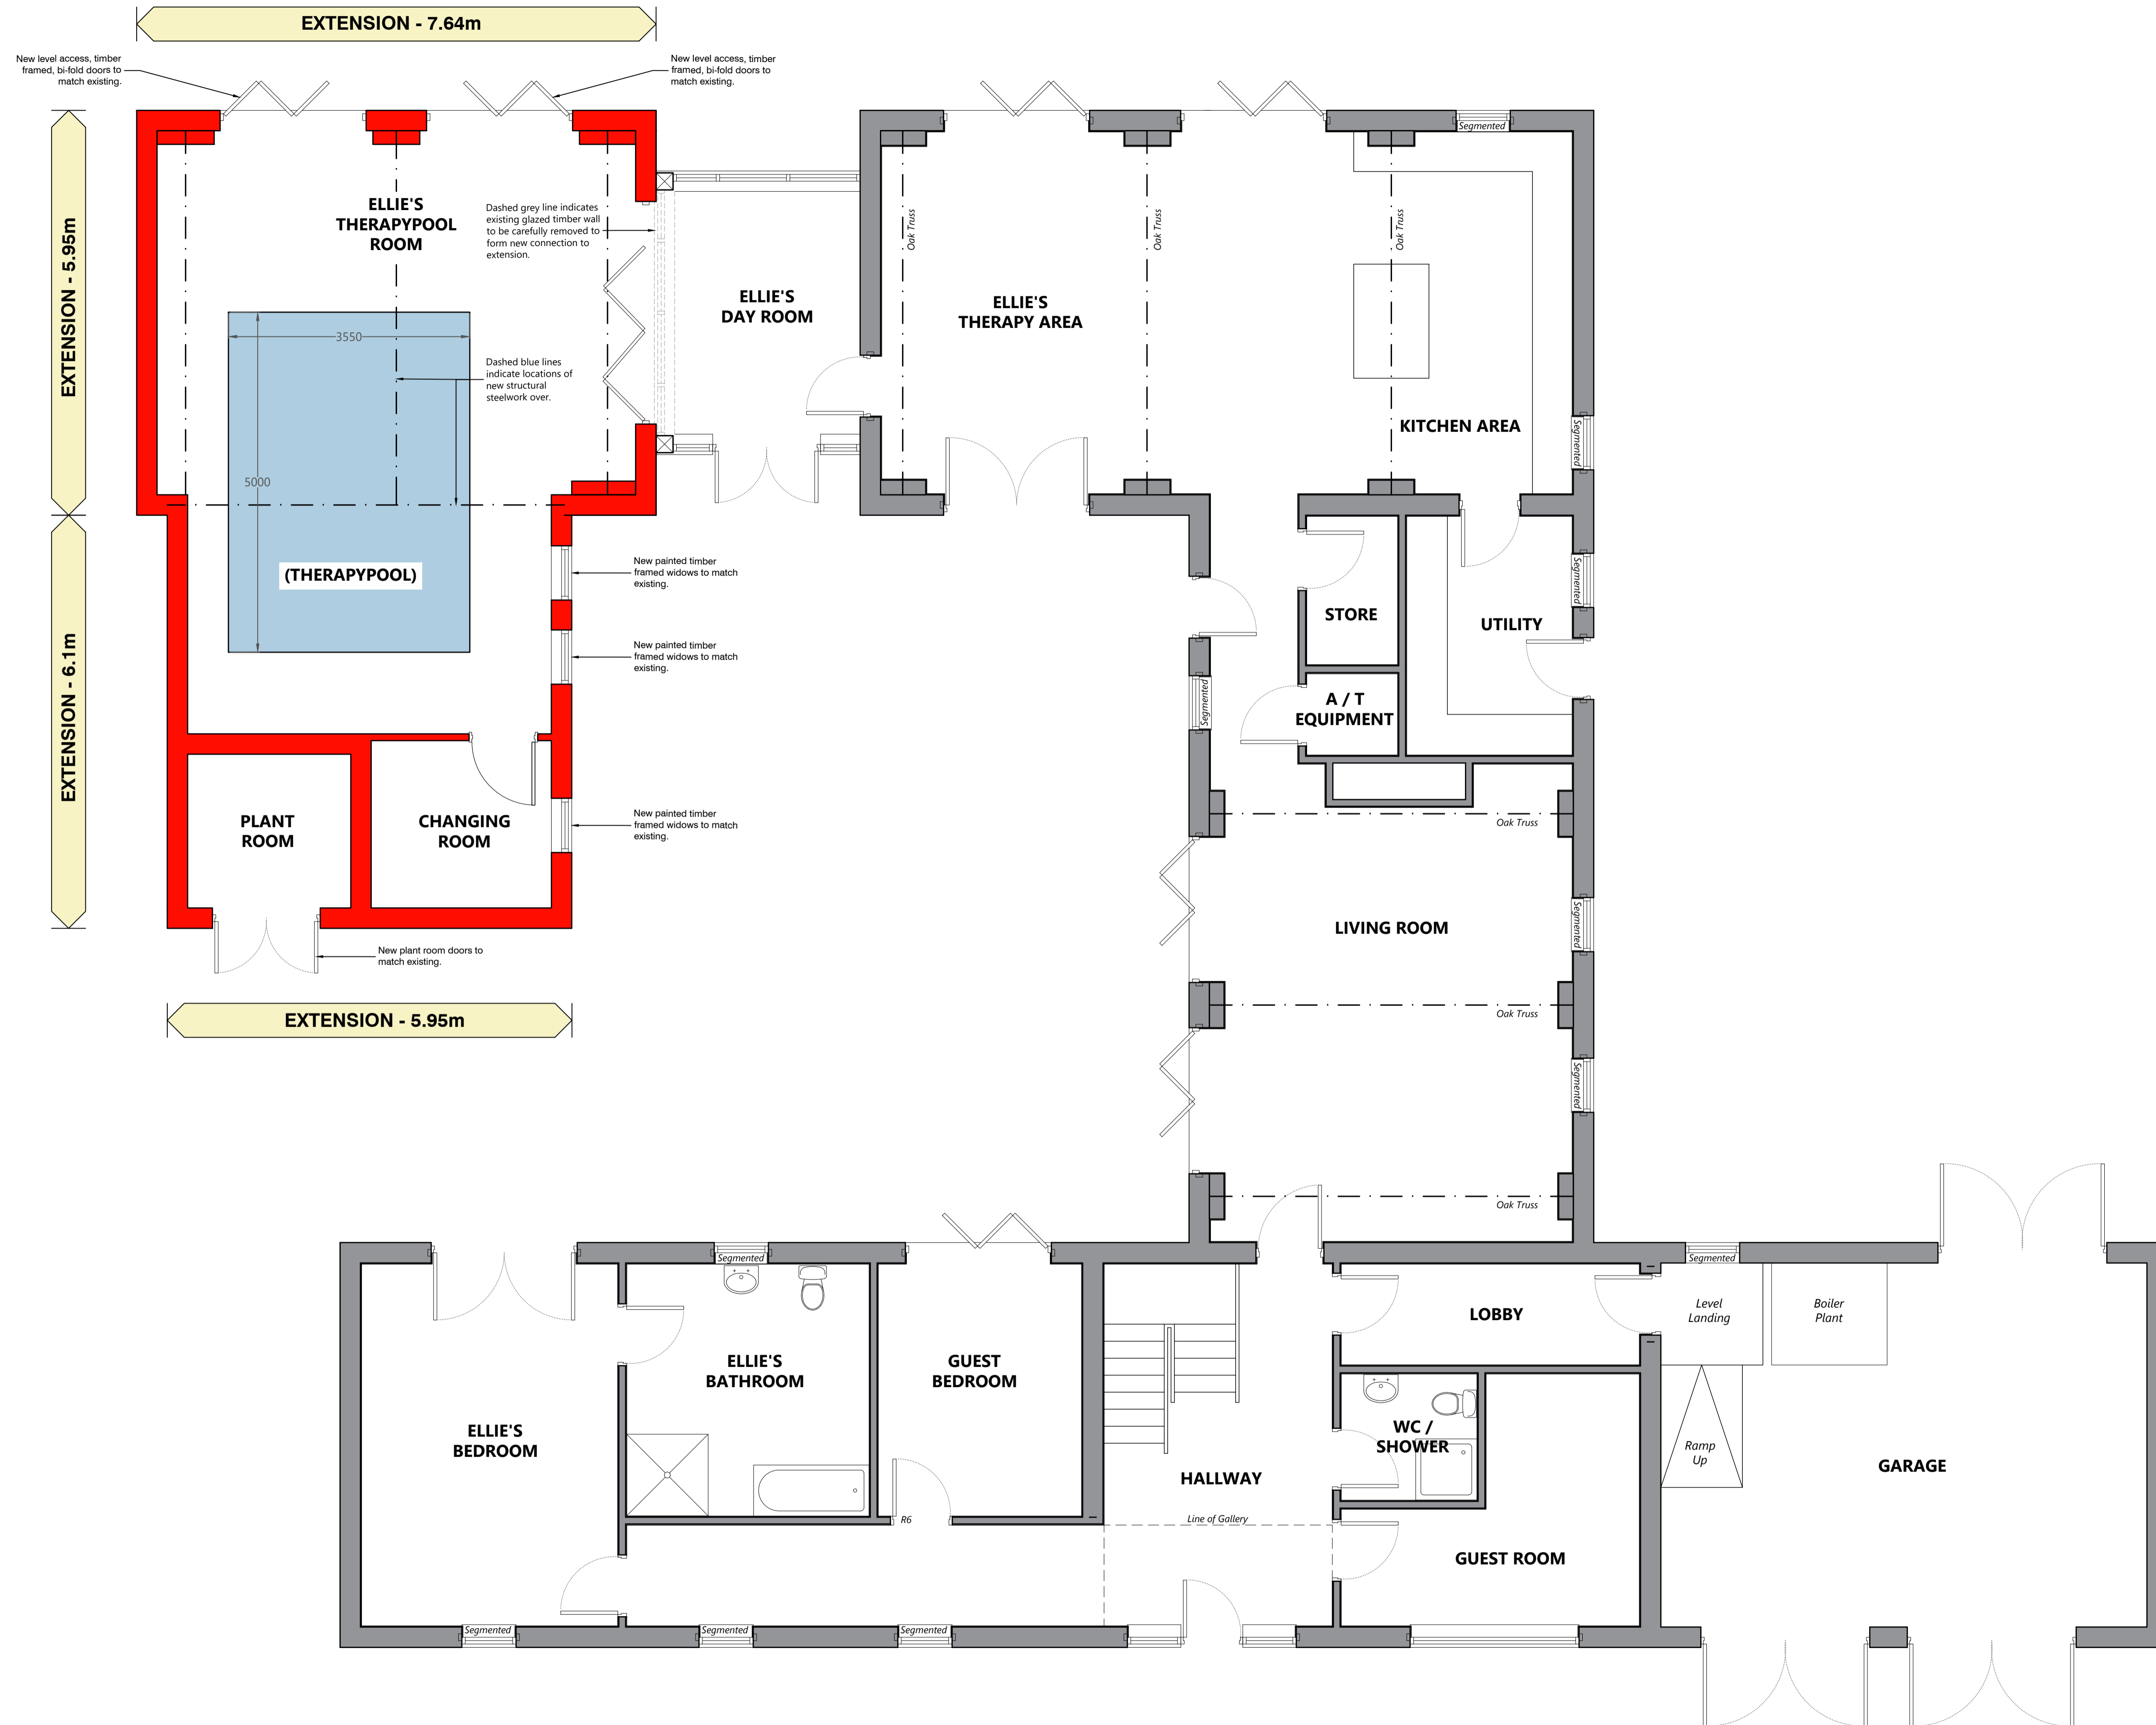 EXTENSION - 7.64m
New level access, timber
framed, bi-fold doors to
match existing.
New level access, timber
framed, bi-fold doors to
match existing.
EXTENSION - 5.95m
EXTENSION - 6.1m
ELLIE'S
THERAPYPOOL
ROOM
Dashed grey line indicates
existing glazed timber wall
to be carefully removed to
form new connection to
extension.
3550
5000
Dashed blue lines
indicate locations of
new structural
steelwork over.
(THERAPYPOOL)
ELLIE'S
DAY ROOM
ELLIE'S
THERAPY AREA
Oak Truss
Oak Truss
Oak Truss
Segmented
KITCHEN AREA
Segmented
New painted timber
framed widows to match
existing.
New painted timber
framed widows to match
existing.
New painted timber
framed widows to match
existing.
STORE
UTILITY
Segmented
A / T
EQUIPMENT
Segmented
PLANT
ROOM
CHANGING
ROOM
New plant room doors to
match existing.
EXTENSION - 5.95m
Oak Truss
LIVING ROOM
Segmented
Oak Truss
Segmented
Oak Truss
Segmented
Segmented
Level
Landing
Boiler
Plant
LOBBY
ELLIE'S
BATHROOM
GUEST
BEDROOM
ELLIE'S
BEDROOM
WC /
SHOWER
Ramp
Up
GARAGE
HALLWAY
R6
Line of Gallery
GUEST ROOM
Segmented
Segmented
Segmented